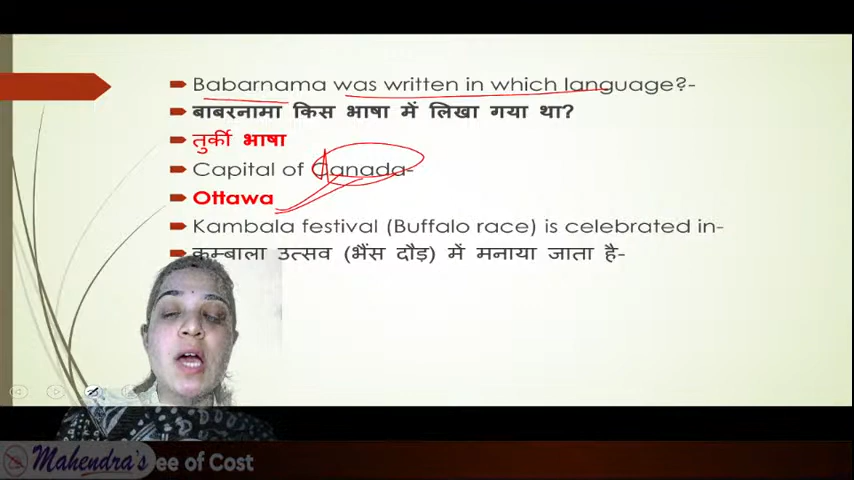 Babarnama was written in which language?-
बाबरनामा किस भाषा में लिखा गया था?
तुर्की भाषा
Capital of Canada-
Ottawa
Kambala festival (Buffalo race) is celebrated in-
कम्बाला उत्सव (भैंस दौड़) में मनाया जाता है-
Mahendra's ee of Cost